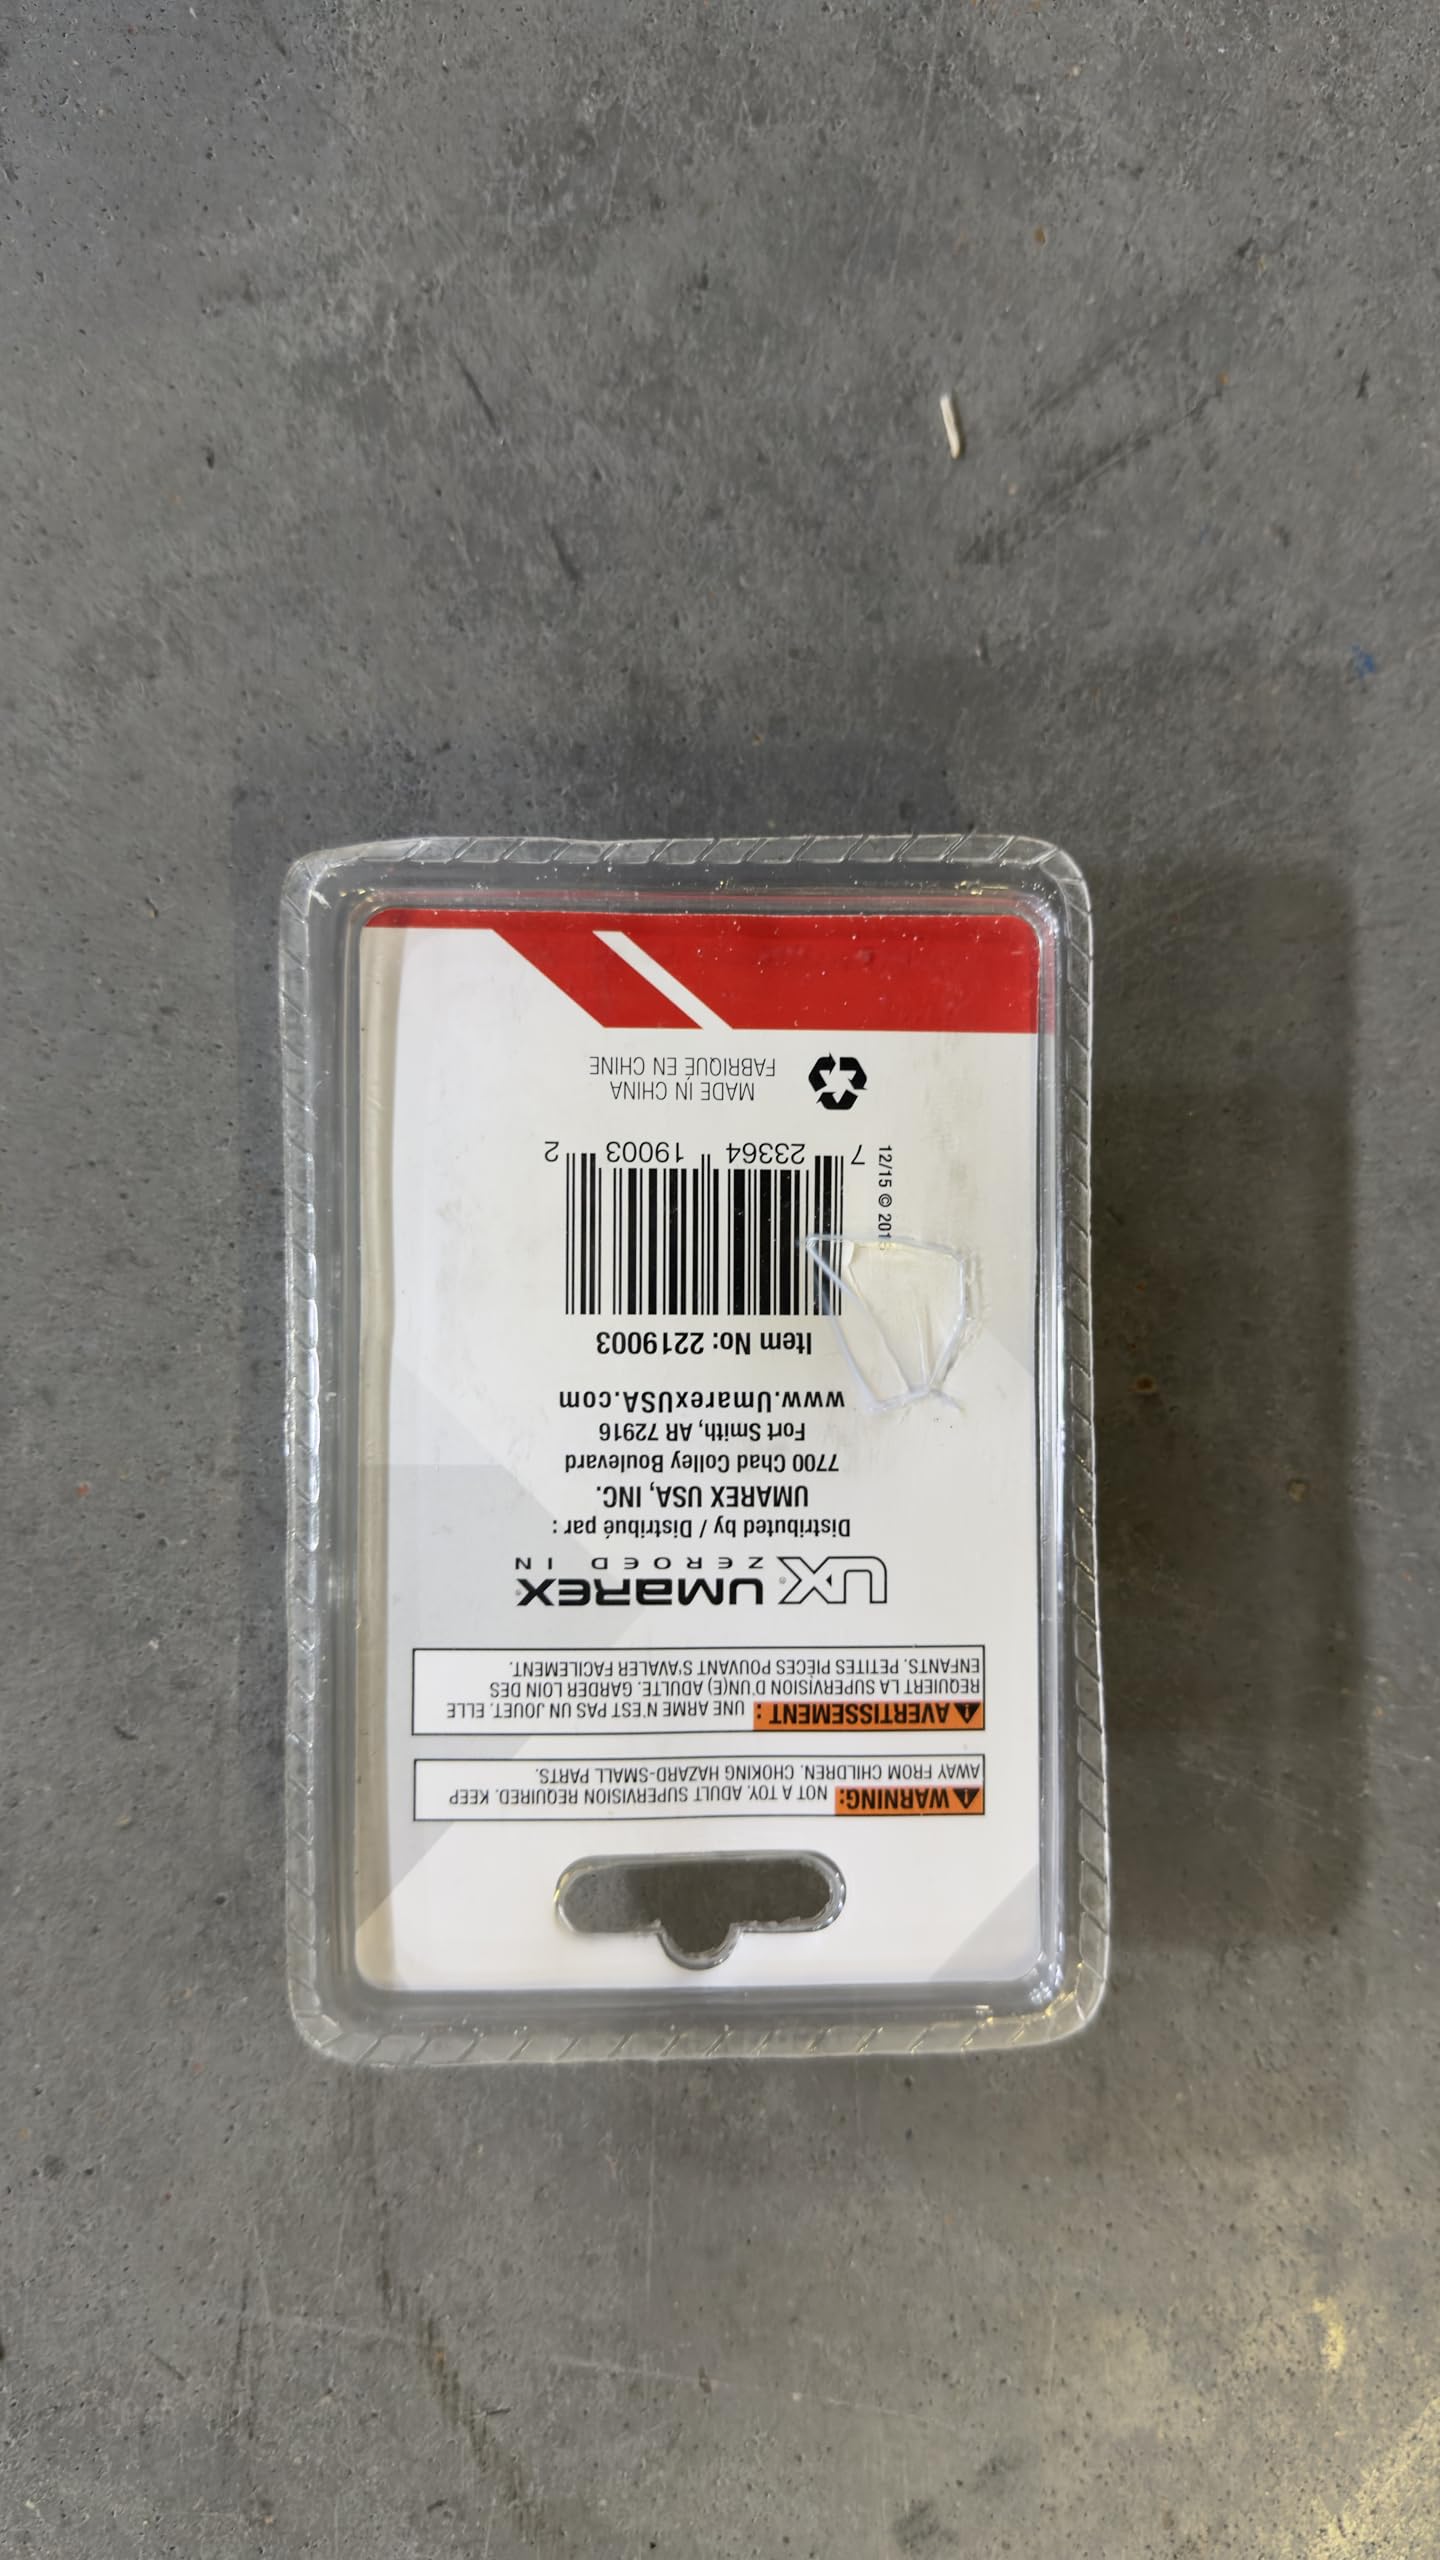 ⚠ WARNING: NOT A TOY. ADULT SUPERVISION REQUIRED. KEEP
AWAY FROM CHILDREN. CHOKING HAZARD-SMALL PARTS.
⚠ AVERTISSEMENT : UNE ARME N'EST PAS UN JOUET. ELLE
REQUIERT LA SUPERVISION D'UN(E) ADULTE. GARDER LOIN DES
ENFANTS. PETITES PIÈCES POUVANT S'AVALER FACILEMENT.
UX® UMAREX®
ZEROED IN
Distributed by / Distribué par :
UMAREX USA, INC.
7700 Chad Colley Boulevard
Fort Smith, AR 72916
www.UmarexUSA.com
Item No: 2219003
12/15 ©
7 23364 19003 2
MADE IN CHINA
FABRIQUÉ EN CHINE